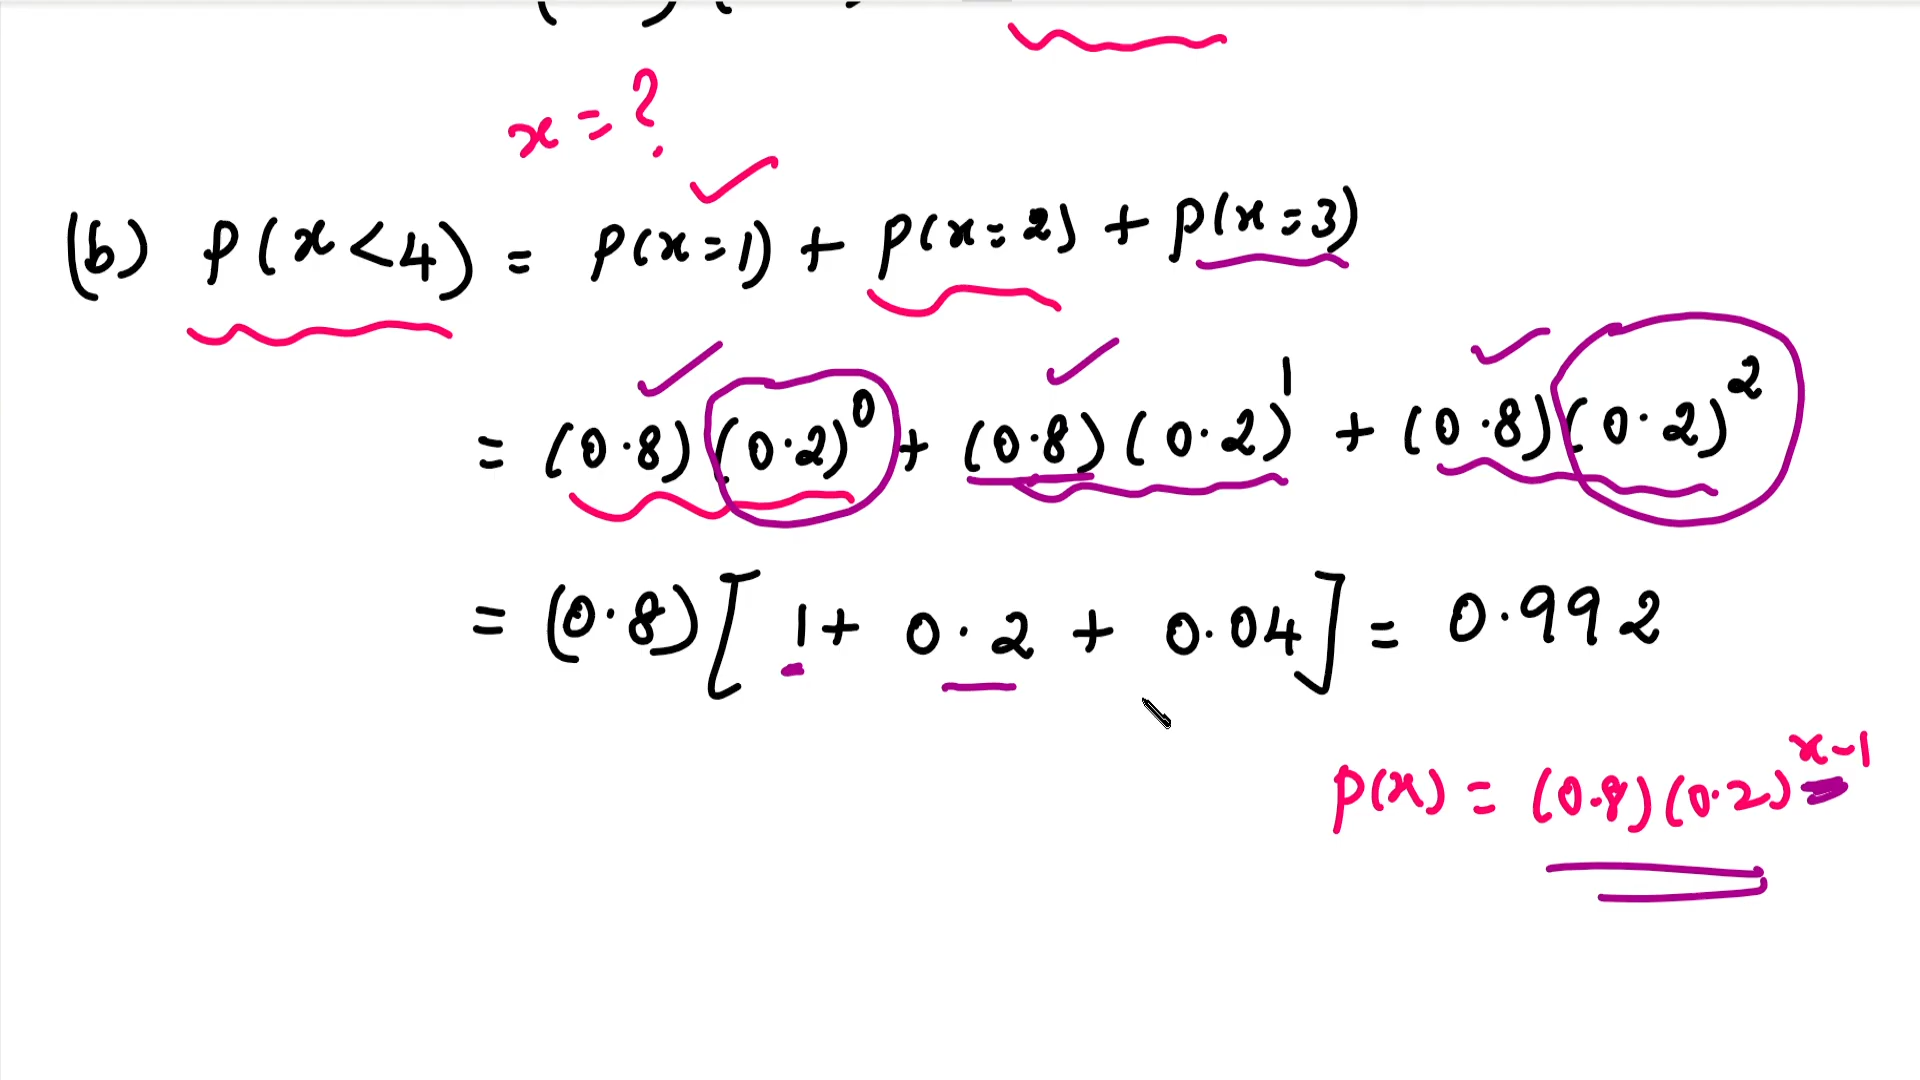 x = ?
(b) P(x<4) = P(x=1) + P(x=2) + P(x=3)
= (0.8)(0.2)⁰ + (0.8)(0.2)¹ + (0.8)(0.2)²
= (0.8)[1 + 0.2 + 0.04] = 0.992
P(x) = (0.8)(0.2)ˣ⁻¹